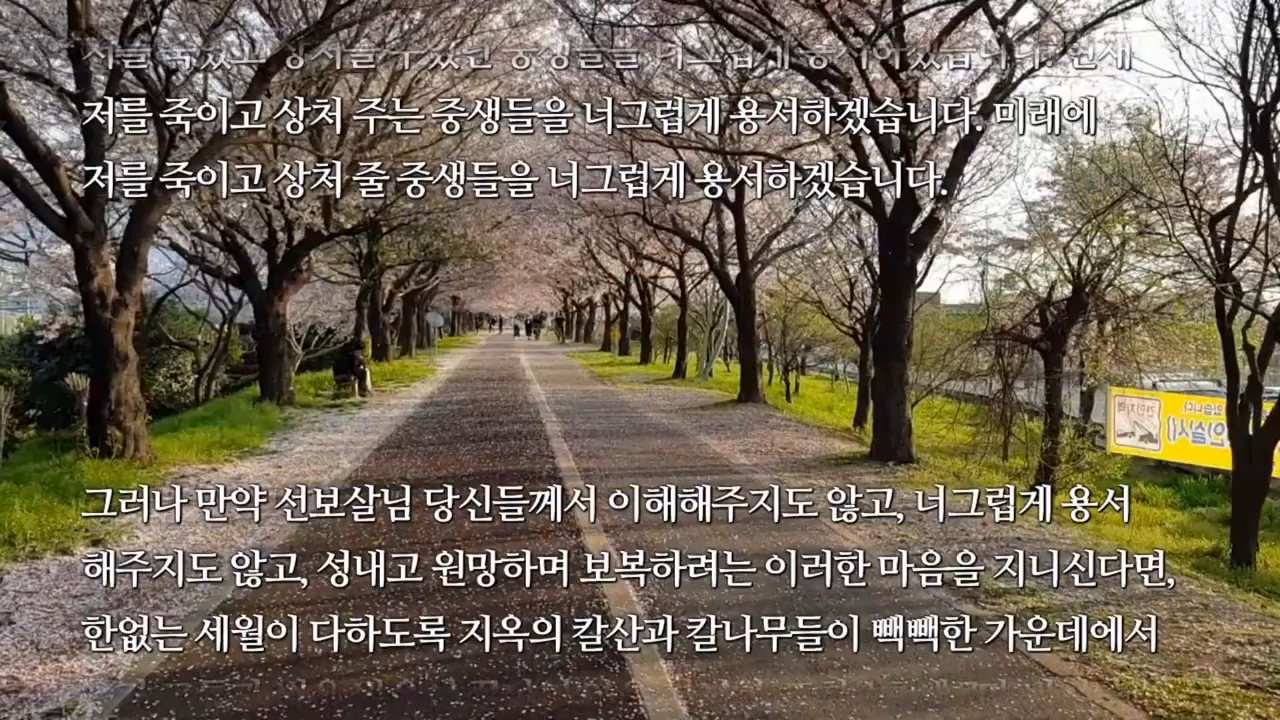 저를 죽이고 상처 주는 중생들을 너그럽게 용서하겠습니다. 미래에
저를 죽이고 상처 줄 중생들을 너그럽게 용서하겠습니다.
그러나 만약 선보살님 당신들께서 이해해주지도 않고, 너그럽게 용서
해주지도 않고, 성내고 원망하며 보복하려는 이러한 마음을 지니신다면,
한없는 세월이 다하도록 지옥의 칼산과 칼나무들이 빽빽한 가운데에서